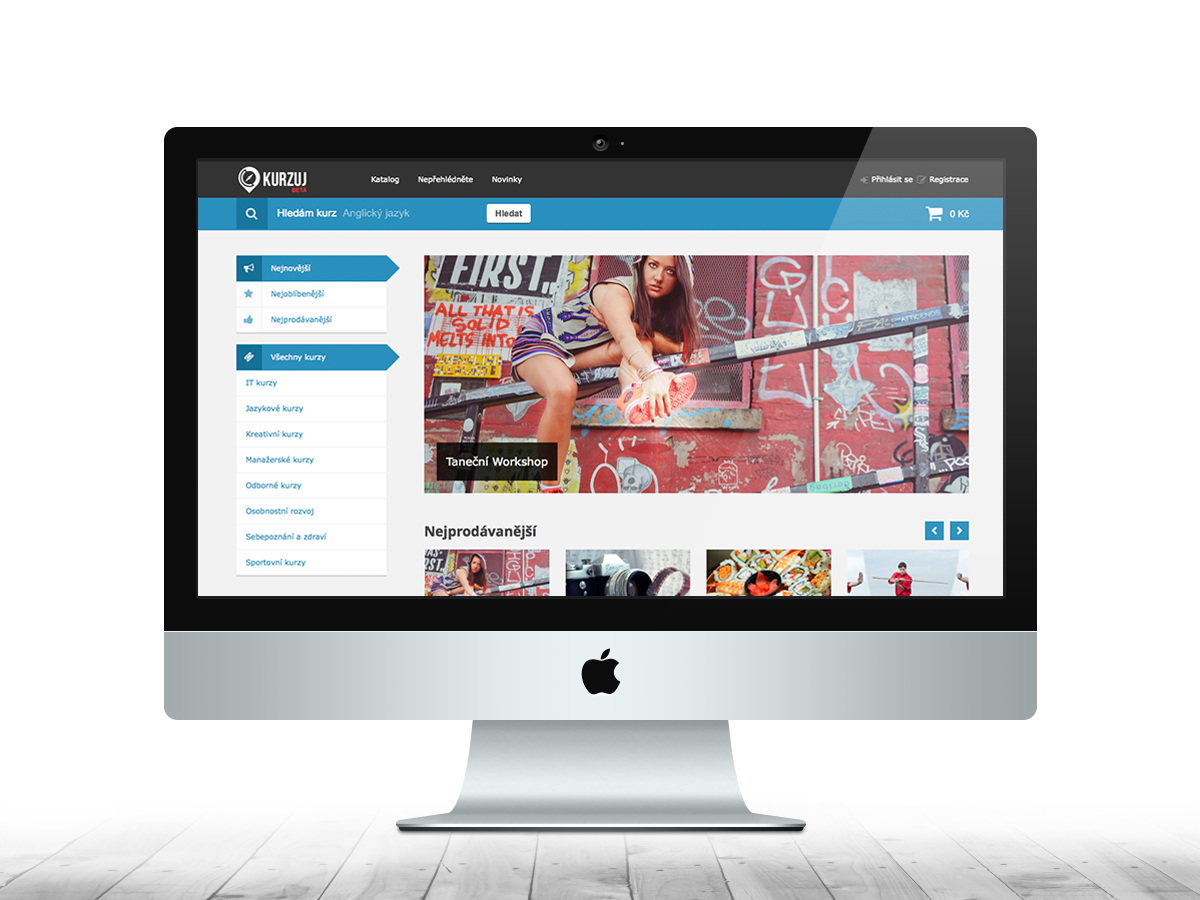 KURZUJ
BETA
Katalog Nepřehlédněte Novinky
Přihlásit se Registrace
Hledám kurz Anglický jazyk Hledat
0 Kč
Nejnovější
Nejoblíbenější
Nejprodávanější
Všechny kurzy
IT kurzy
Jazykové kurzy
Kreativní kurzy
Manažerské kurzy
Odborné kurzy
Osobnostní rozvoj
Sebepoznání a zdraví
Sportovní kurzy
FIRST,
ALL THAT IS
SOLID
MELTS INTO
Taneční Workshop
Nejprodávanější